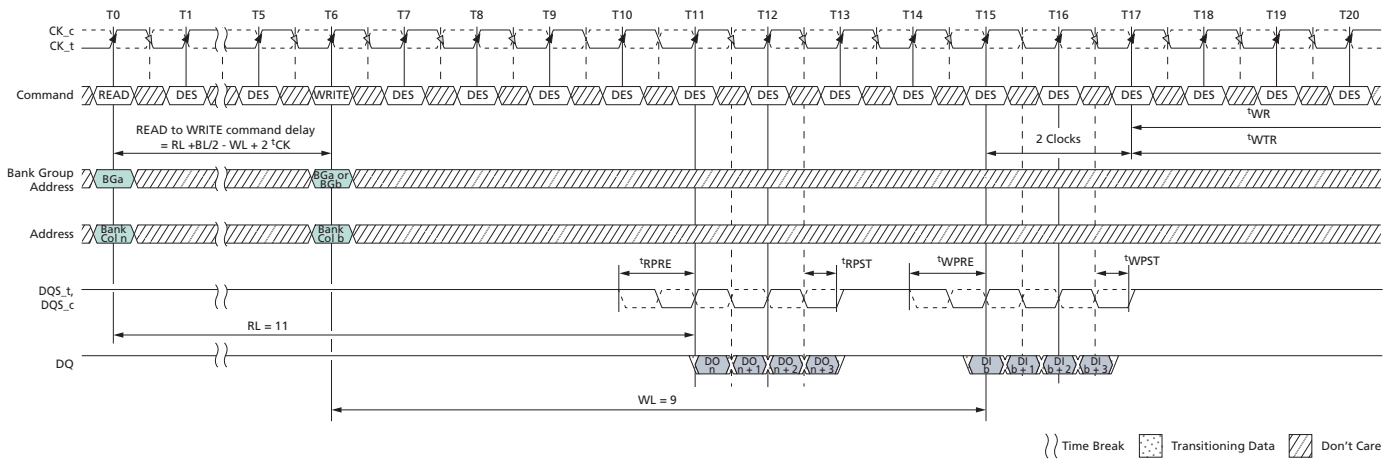 T0 T1 T5 T6 T7 T8 T9 T10 T11 T12 T13 T14 T15 T16 T17 T18 T19 T20
CK_c
CK_t
Command READ DES DES WRITE DES DES DES DES DES DES DES DES DES DES DES DES DES DES
tWR
READ to WRITE command delay
= RL +BL/2 - WL + 2 tCK
2 Clocks
tWTR
Bank Group
Address
BGa
BGa or
BGb
Address
Bank
Col n
Bank
Col b
tRPRE tRPST tWPRE tWPST
DQS_t,
DQS_c
RL = 11
DQ
DO
n
DO
n + 1
DO
n + 2
DO
n + 3
DI
b
DI
b + 1
DI
b + 2
DI
b + 3
WL = 9
Time Break Transitioning Data Don't Care